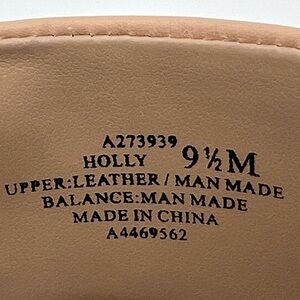 A273939
HOLLY 9½M
UPPER:LEATHER / MAN MADE
BALANCE:MAN MADE
MADE IN CHINA
A4469562